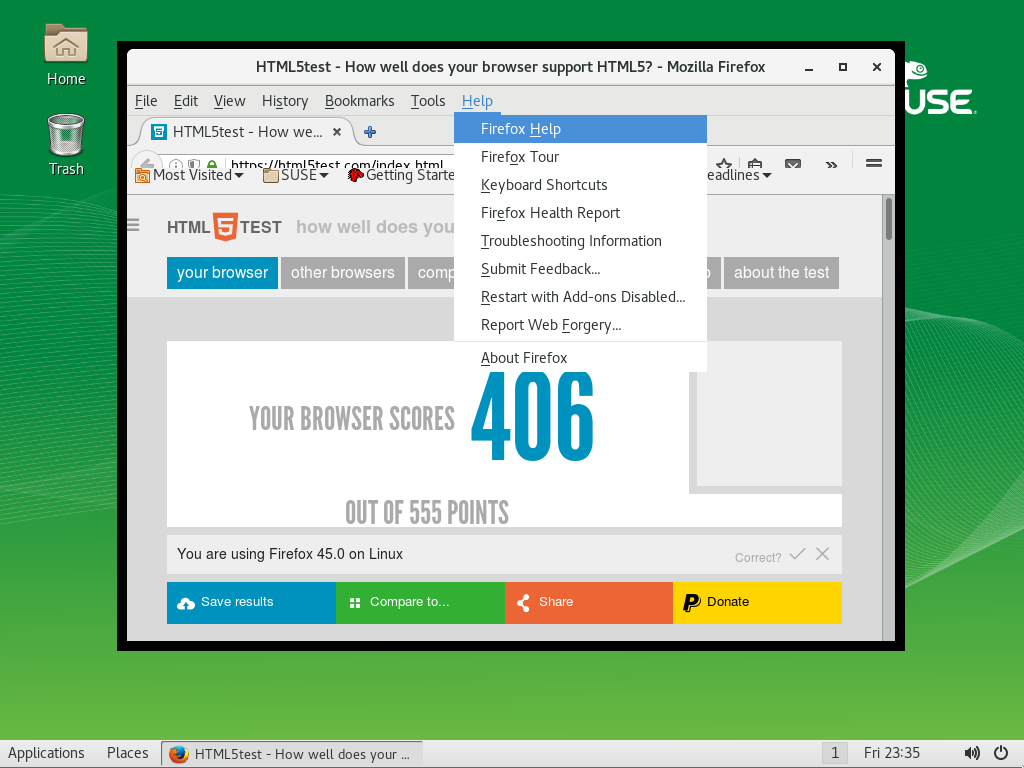 Home
Trash
USE
HTML5test - How well does your browser support HTML5? - Mozilla Firefox
File Edit View History Bookmarks Tools Help
HTML5test - How we...
https://html5test.com/index.html
Most Visited SUSE Getting Starte eadlines
Firefox Help
Firefox Tour
Keyboard Shortcuts
Firefox Health Report
Troubleshooting Information
Submit Feedback...
Restart with Add-ons Disabled...
Report Web Forgery...
About Firefox
HTML 5 TEST how well does you
your browser other browsers comp b about the test
YOUR BROWSER SCORES 406
OUT OF 555 POINTS
You are using Firefox 45.0 on Linux Correct?
Save results Compare to... Share Donate
Applications Places HTML5test - How well does your ... 1 Fri 23:35